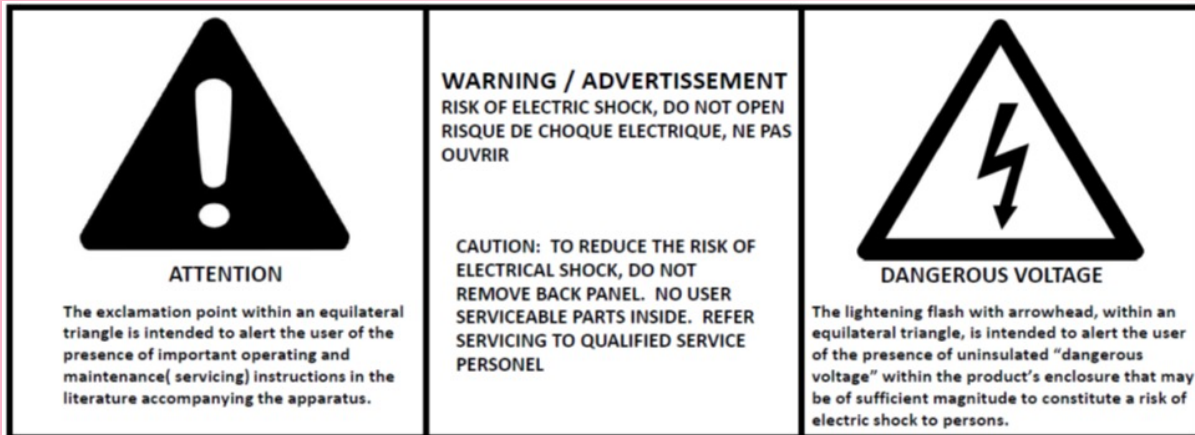 ATTENTION
The exclamation point within an equilateral
triangle is intended to alert the user of the
presence of important operating and
maintenance( servicing) instructions in the
literature accompanying the apparatus.
WARNING / ADVERTISSEMENT
RISK OF ELECTRIC SHOCK, DO NOT OPEN
RISQUE DE CHOQUE ELECTRIQUE, NE PAS
OUVRIR
CAUTION: TO REDUCE THE RISK OF
ELECTRICAL SHOCK, DO NOT
REMOVE BACK PANEL. NO USER
SERVICEABLE PARTS INSIDE. REFER
SERVICING TO QUALIFIED SERVICE
PERSONEL
DANGEROUS VOLTAGE
The lightening flash with arrowhead, within an
equilateral triangle, is intended to alert the user
of the presence of uninsulated “dangerous
voltage” within the product’s enclosure that may
be of sufficient magnitude to constitute a risk of
electric shock to persons.